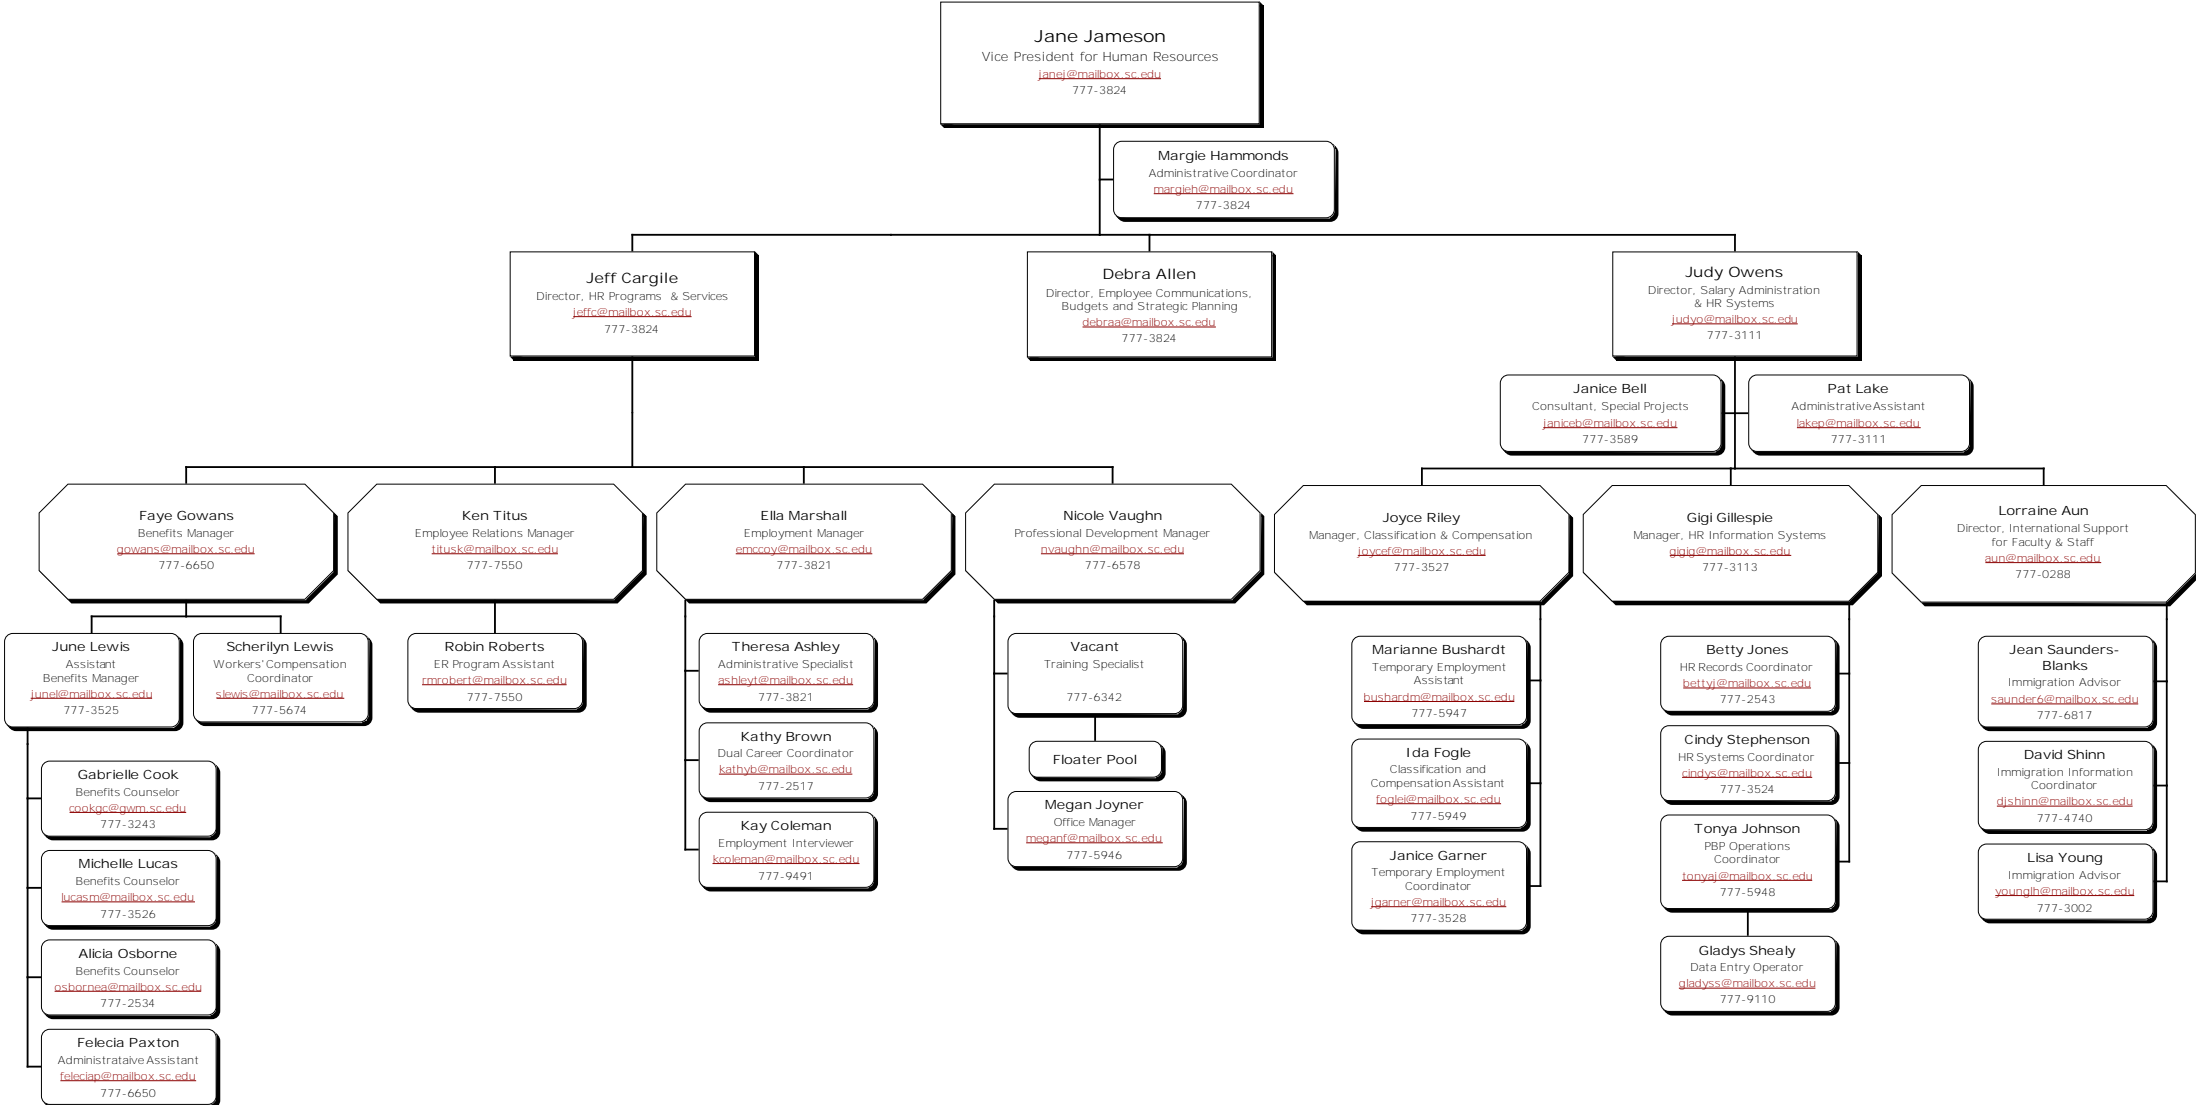 Jane Jameson
Vice President for Human Resources
janej@mailbox.sc.edu
777-3824
Margie Hammonds
Administrative Coordinator
margieh@mailbox.sc.edu
777-3824
Jeff Cargile
Director, HR Programs & Services
jeffc@mailbox.sc.edu
777-3824
Debra Allen
Director, Employee Communications,
Budgets and Strategic Planning
debraa@mailbox.sc.edu
777-3824
Judy Owens
Director, Salary Administration
& HR Systems
judyo@mailbox.sc.edu
777-3111
Janice Bell
Consultant, Special Projects
janiceb@mailbox.sc.edu
777-3589
Pat Lake
Administrative Assistant
lakep@mailbox.sc.edu
777-3111
Faye Gowans
Benefits Manager
gowans@mailbox.sc.edu
777-6650
Ken Titus
Employee Relations Manager
titusk@mailbox.sc.edu
777-7550
Ella Marshall
Employment Manager
emccoy@mailbox.sc.edu
777-3821
Nicole Vaughn
Professional Development Manager
nvaughn@mailbox.sc.edu
777-6578
Joyce Riley
Manager, Classification & Compensation
joycef@mailbox.sc.edu
777-3527
Gigi Gillespie
Manager, HR Information Systems
gigig@mailbox.sc.edu
777-3113
Lorraine Aun
Director, International Support
for Faculty & Staff
aun@mailbox.sc.edu
777-0288
June Lewis
Assistant
Benefits Manager
junel@mailbox.sc.edu
777-3525
Scherilyn Lewis
Workers' Compensation
Coordinator
slewis@mailbox.sc.edu
777-5674
Gabrielle Cook
Benefits Counselor
cookgc@gwm.sc.edu
777-3243
Michelle Lucas
Benefits Counselor
lucasm@mailbox.sc.edu
777-3526
Alicia Osborne
Benefits Counselor
osbornea@mailbox.sc.edu
777-2534
Felecia Paxton
Administrataive Assistant
feleciap@mailbox.sc.edu
777-6650
Robin Roberts
ER Program Assistant
rmrobert@mailbox.sc.edu
777-7550
Theresa Ashley
Administrative Specialist
ashleyt@mailbox.sc.edu
777-3821
Kathy Brown
Dual Career Coordinator
kathyb@mailbox.sc.edu
777-2517
Kay Coleman
Employment Interviewer
kcoleman@mailbox.sc.edu
777-9491
Vacant
Training Specialist
777-6342
Floater Pool
Megan Joyner
Office Manager
meganf@mailbox.sc.edu
777-5946
Marianne Bushardt
Temporary Employment
Assistant
bushardm@mailbox.sc.edu
777-5947
Ida Fogle
Classification and
Compensation Assistant
foglei@mailbox.sc.edu
777-5949
Janice Garner
Temporary Employment
Coordinator
jgarner@mailbox.sc.edu
777-3528
Betty Jones
HR Records Coordinator
bettyj@mailbox.sc.edu
777-2543
Cindy Stephenson
HR Systems Coordinator
cindys@mailbox.sc.edu
777-3524
Tonya Johnson
PBP Operations
Coordinator
tonyaj@mailbox.sc.edu
777-5948
Gladys Shealy
Data Entry Operator
gladyss@mailbox.sc.edu
777-9110
Jean Saunders-
Blanks
Immigration Advisor
saunder6@mailbox.sc.edu
777-6817
David Shinn
Immigration Information
Coordinator
djshinn@mailbox.sc.edu
777-4740
Lisa Young
Immigration Advisor
younglh@mailbox.sc.edu
777-3002